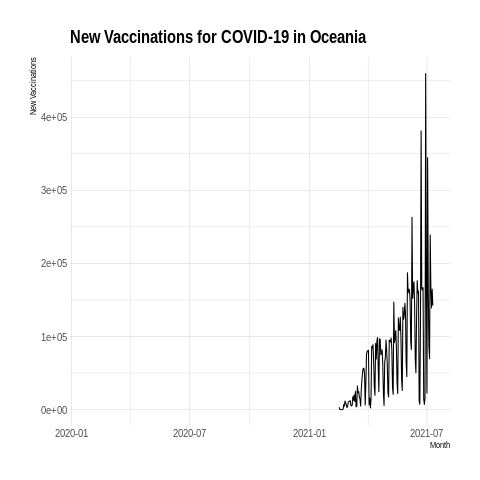 New Vaccinations for COVID-19 in Oceania
New Vaccinations
4e+05
3e+05
2e+05
1e+05
0e+00
2020-01 2020-07 2021-01 2021-07
Month